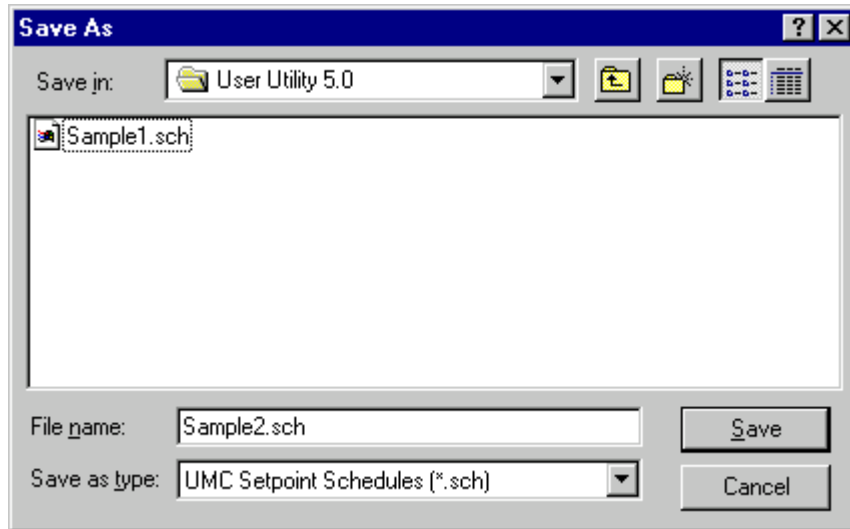 Save As
Save in: User Utility 5.0
Sample1.sch
File name: Sample2.sch Save
Save as type: UMC Setpoint Schedules (*.sch) Cancel